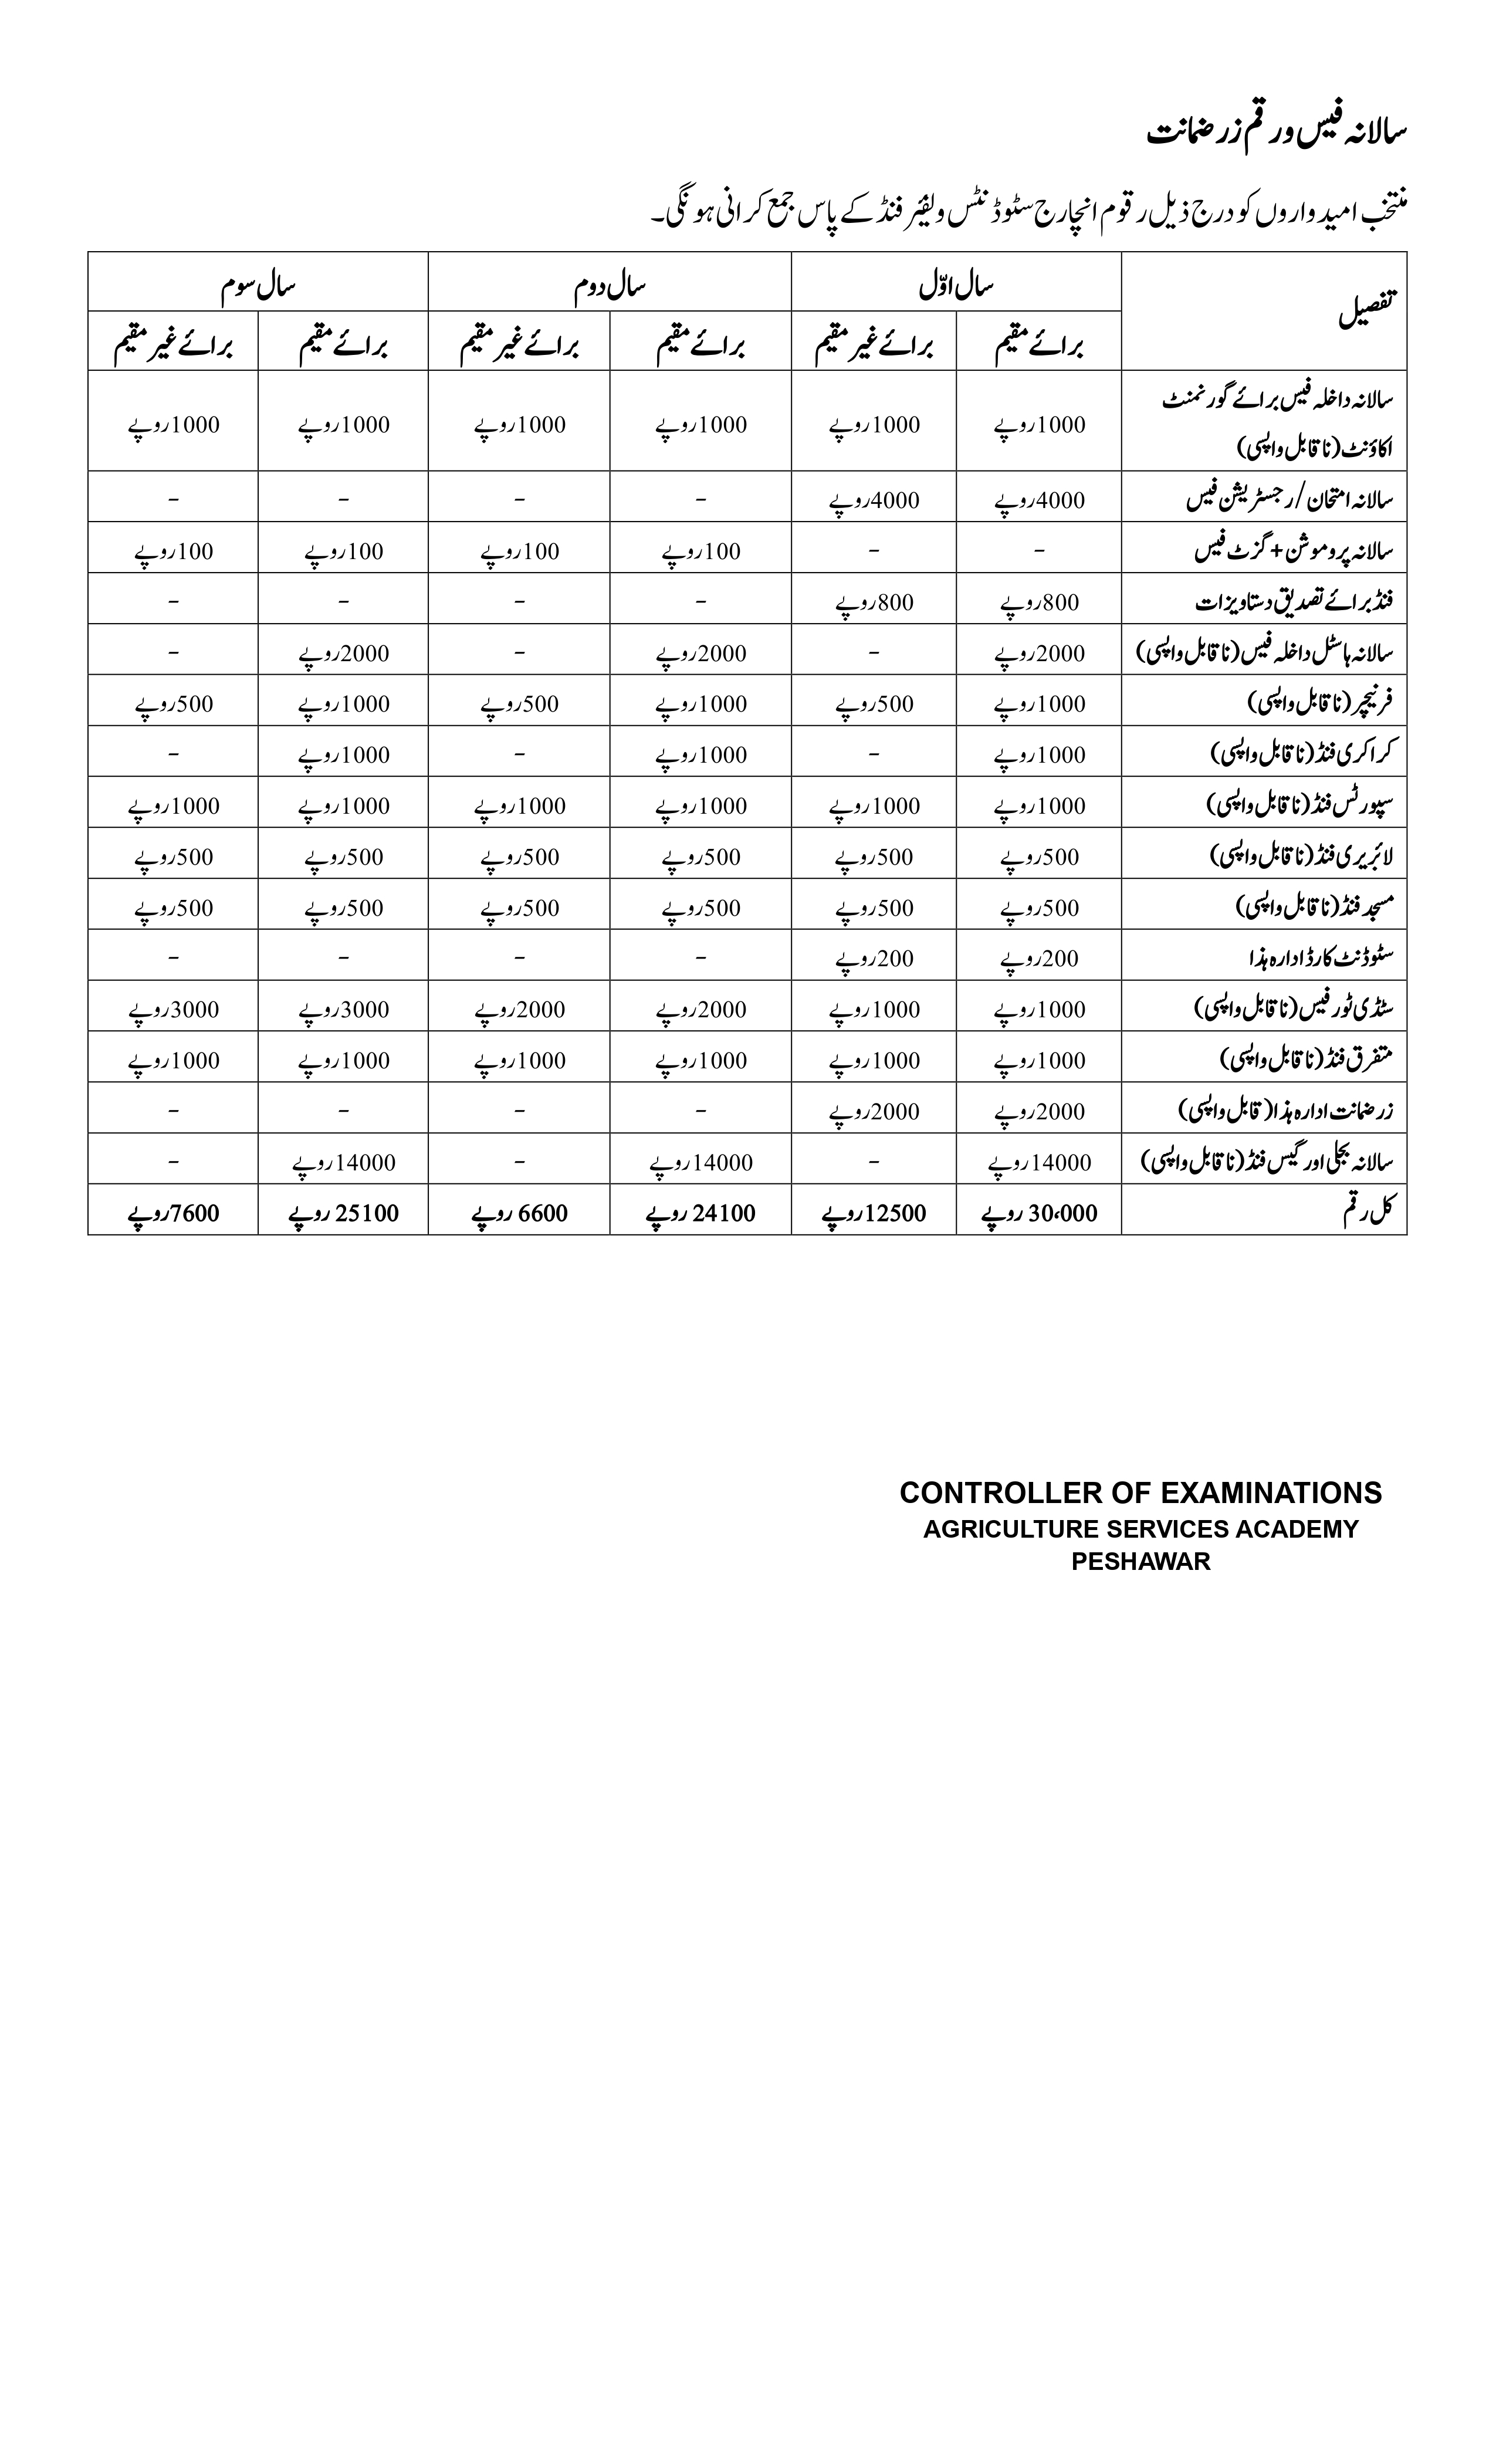 سالانہ فیس ور قم زر ضمانت
منتخب امیدواروں کو درج ذیل رقوم انچارج سٹوڈنٹس ولفیئر فنڈ کے پاس جمع کرانی ہونگی۔
تفصیل سال اوّل سال دوم سال سوم
برائے مقیم برائے غیر مقیم برائے مقیم برائے غیر مقیم برائے مقیم برائے غیر مقیم
سالانہ داخلہ فیس برائے گورنمنٹ
اکاؤنٹ (ناقابل واپسی) 1000روپے 1000روپے 1000روپے 1000روپے 1000روپے 1000روپے
سالانہ امتحان/رجسٹریشن فیس 4000روپے 4000روپے - - - -
سالانہ پروموشن + گزٹ فیس - - 100روپے 100روپے 100روپے 100روپے
فنڈ برائے تصدیق دستاویزات 800روپے 800روپے - - - -
سالانہ ہاسٹل داخلہ فیس (ناقابل واپسی) 2000روپے - 2000روپے - 2000روپے -
فرنیچر (ناقابل واپسی) 1000روپے 500روپے 1000روپے 500روپے 1000روپے 500روپے
کراکری فنڈ (ناقابل واپسی) 1000روپے - 1000روپے - 1000روپے -
سپورٹس فنڈ (ناقابل واپسی) 1000روپے 1000روپے 1000روپے 1000روپے 1000روپے 1000روپے
لائبریری فنڈ (ناقابل واپسی) 500روپے 500روپے 500روپے 500روپے 500روپے 500روپے
مسجد فنڈ (ناقابل واپسی) 500روپے 500روپے 500روپے 500روپے 500روپے 500روپے
سٹوڈنٹ کارڈ ادارہ ہذا 200روپے 200روپے - - - -
سٹڈی ٹور فیس (ناقابل واپسی) 1000روپے 1000روپے 2000روپے 2000روپے 3000روپے 3000روپے
متفرق فنڈ (ناقابل واپسی) 1000روپے 1000روپے 1000روپے 1000روپے 1000روپے 1000روپے
زر ضمانت ادارہ ہذا (قابل واپسی) 2000روپے 2000روپے - - - -
سالانہ بجلی اور گیس فنڈ (ناقابل واپسی) 14000روپے - 14000روپے - 14000روپے -
کل رقم 30،000 روپے 12500روپے 24100 روپے 6600 روپے 25100 روپے 7600روپے
CONTROLLER OF EXAMINATIONS
AGRICULTURE SERVICES ACADEMY
PESHAWAR